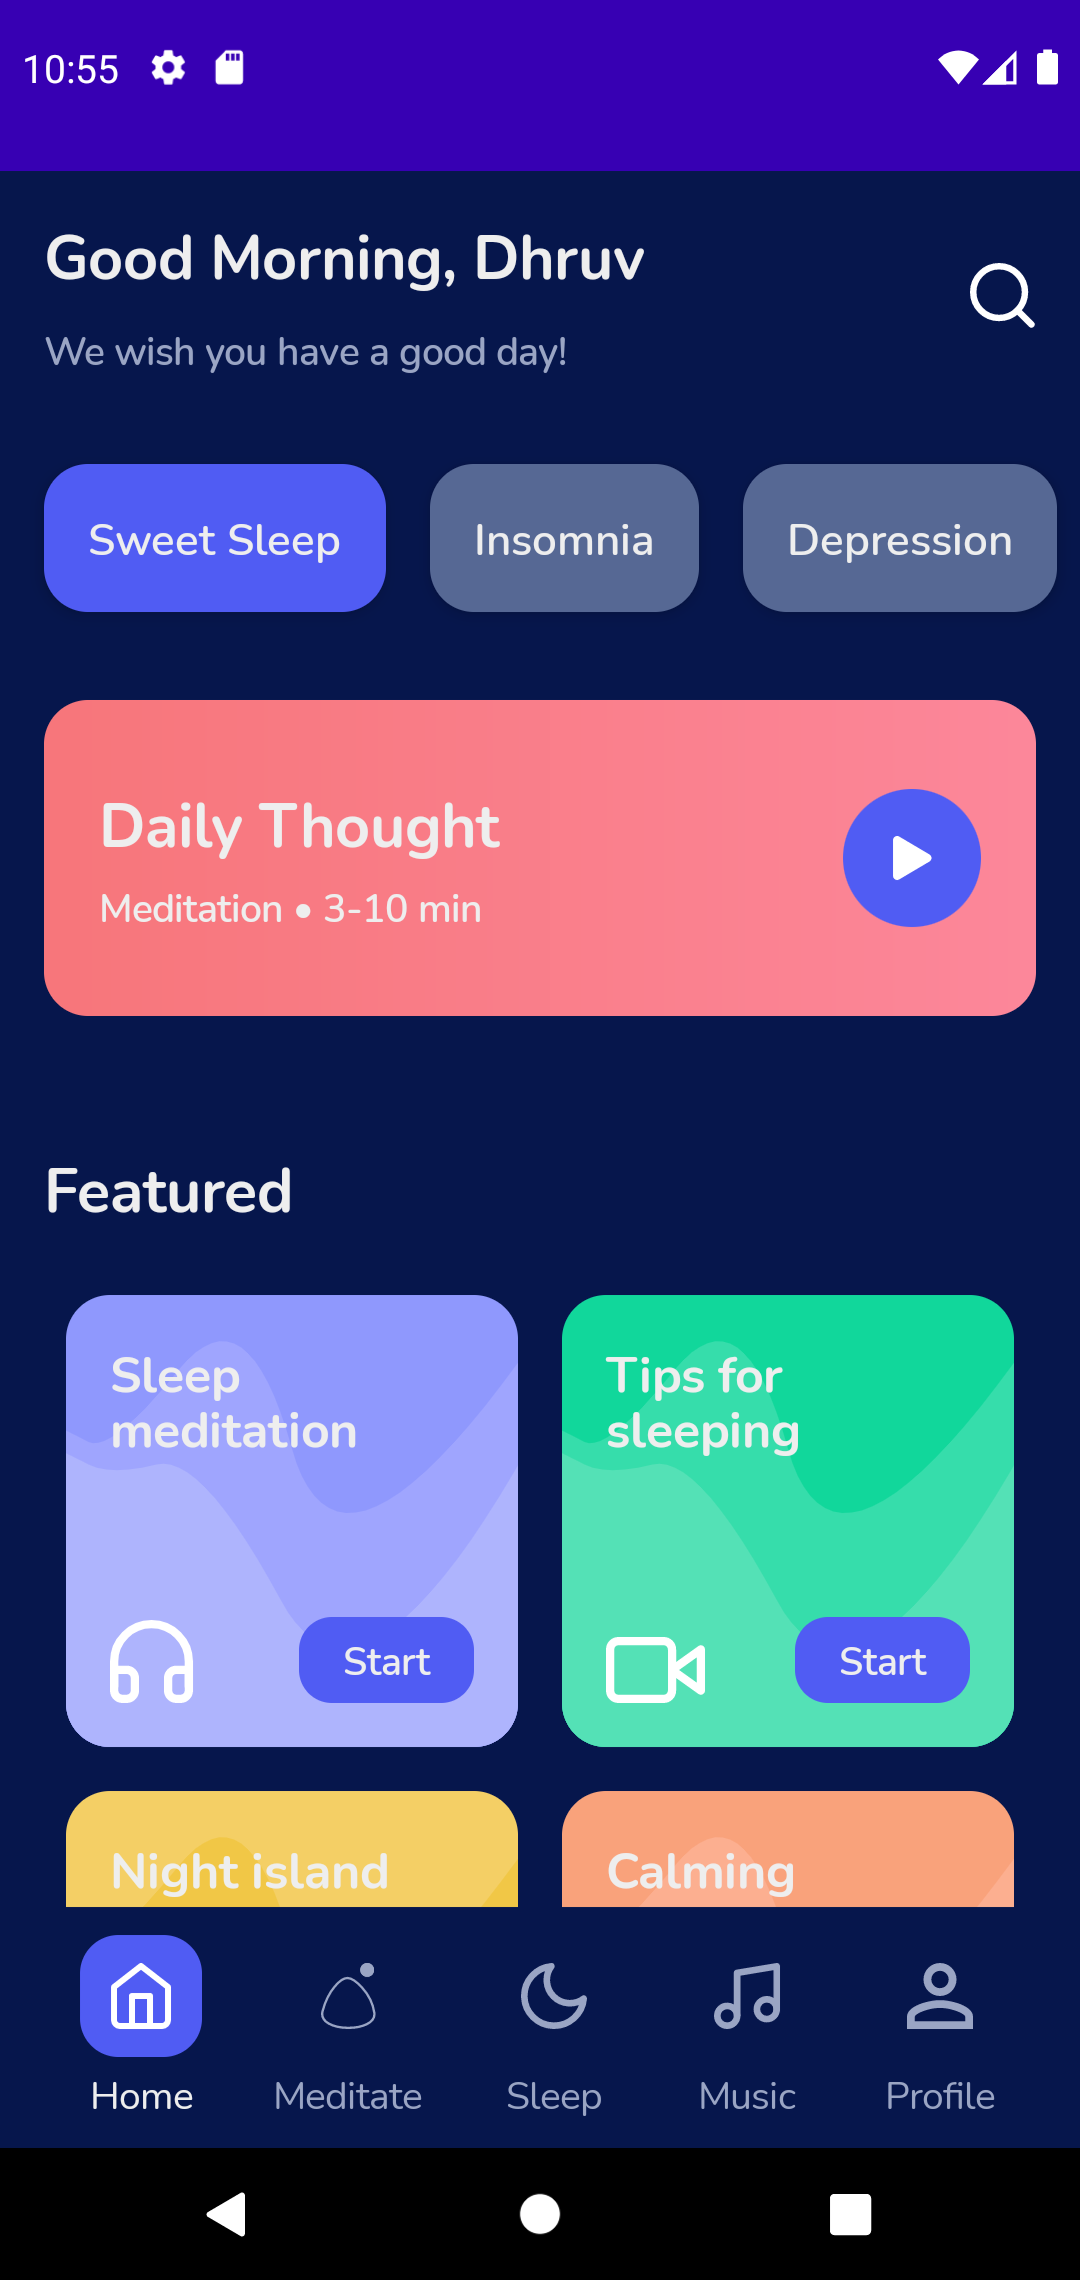 10:55
Good Morning, Dhruv
We wish you have a good day!
Sweet Sleep
Insomnia
Depression
Daily Thought
Meditation • 3-10 min
Featured
Sleep
meditation
Start
Tips for
sleeping
Start
Night island
Calming
Home
Meditate
Sleep
Music
Profile